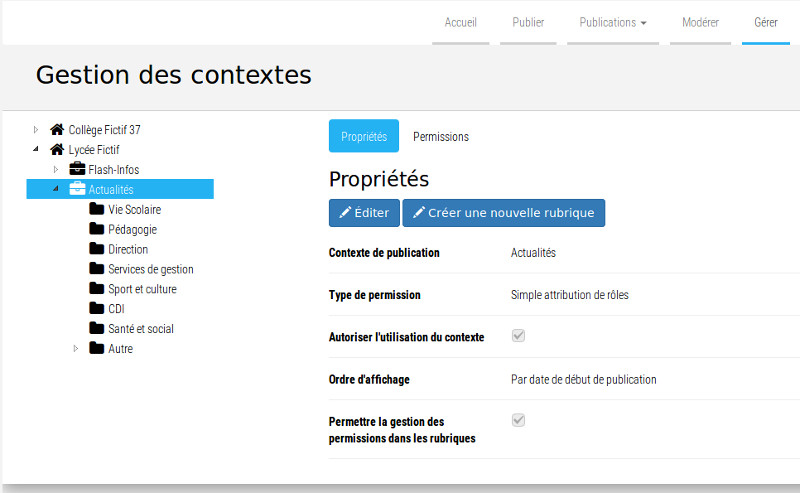 Accueil Publier Publications Modérer Gérer
Gestion des contextes
Collège Fictif 37
Lycée Fictif
Flash-Infos
Actualités
Vie Scolaire
Pédagogie
Direction
Services de gestion
Sport et culture
CDI
Santé et social
Autre
Propriétés Permissions
Propriétés
Éditer Créer une nouvelle rubrique
Contexte de publication Actualités
Type de permission Simple attribution de rôles
Autoriser l'utilisation du contexte
Ordre d'affichage Par date de début de publication
Permettre la gestion des
permissions dans les rubriques